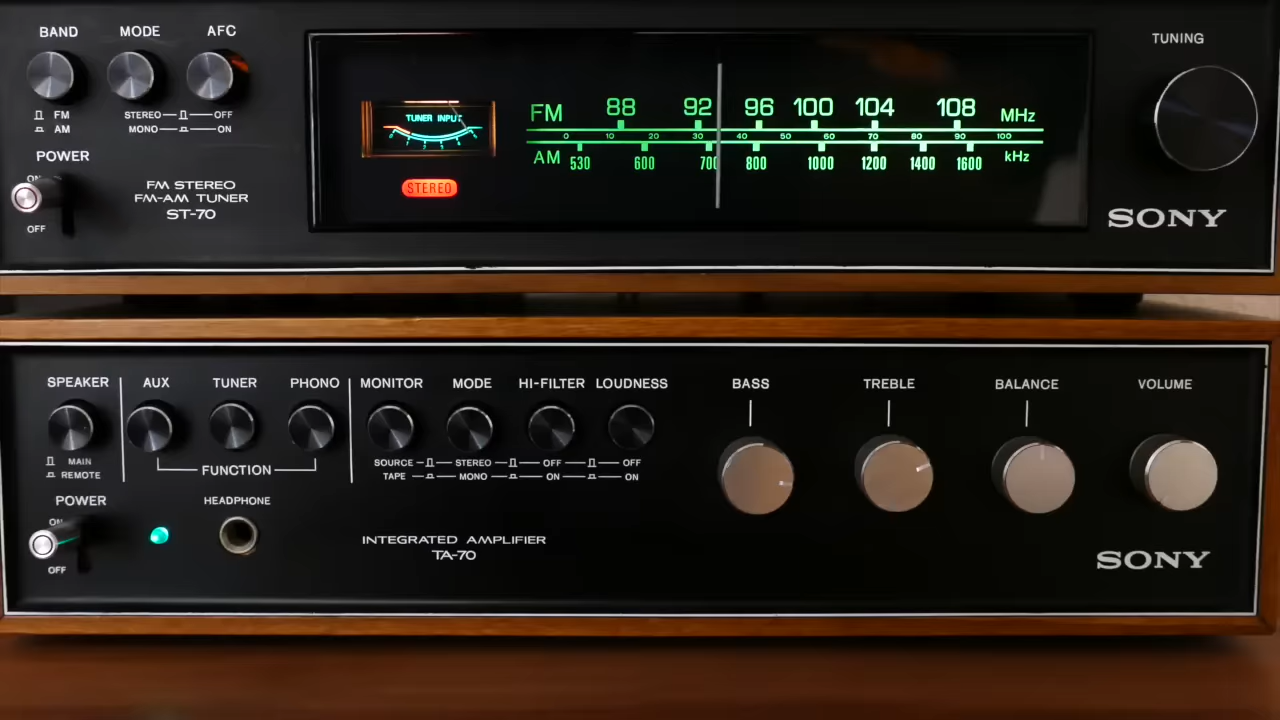 BAND MODE AFC
FM STEREO OFF
AM MONO ON
POWER
ON
OFF
FM STEREO
FM-AM TUNER
ST-70
TUNER INPUT
STEREO
FM 88 92 96 100 104 108 MHz
0 10 20 30 40 50 60 70 80 90 100
AM 530 600 700 800 1000 1200 1400 1600 kHz
TUNING
SONY
SPEAKER AUX TUNER PHONO MONITOR MODE HI-FILTER LOUDNESS BASS TREBLE BALANCE VOLUME
MAIN
REMOTE
FUNCTION
SOURCE STEREO OFF OFF
TAPE MONO ON ON
POWER
ON
OFF
HEADPHONE
INTEGRATED AMPLIFIER
TA-70
SONY